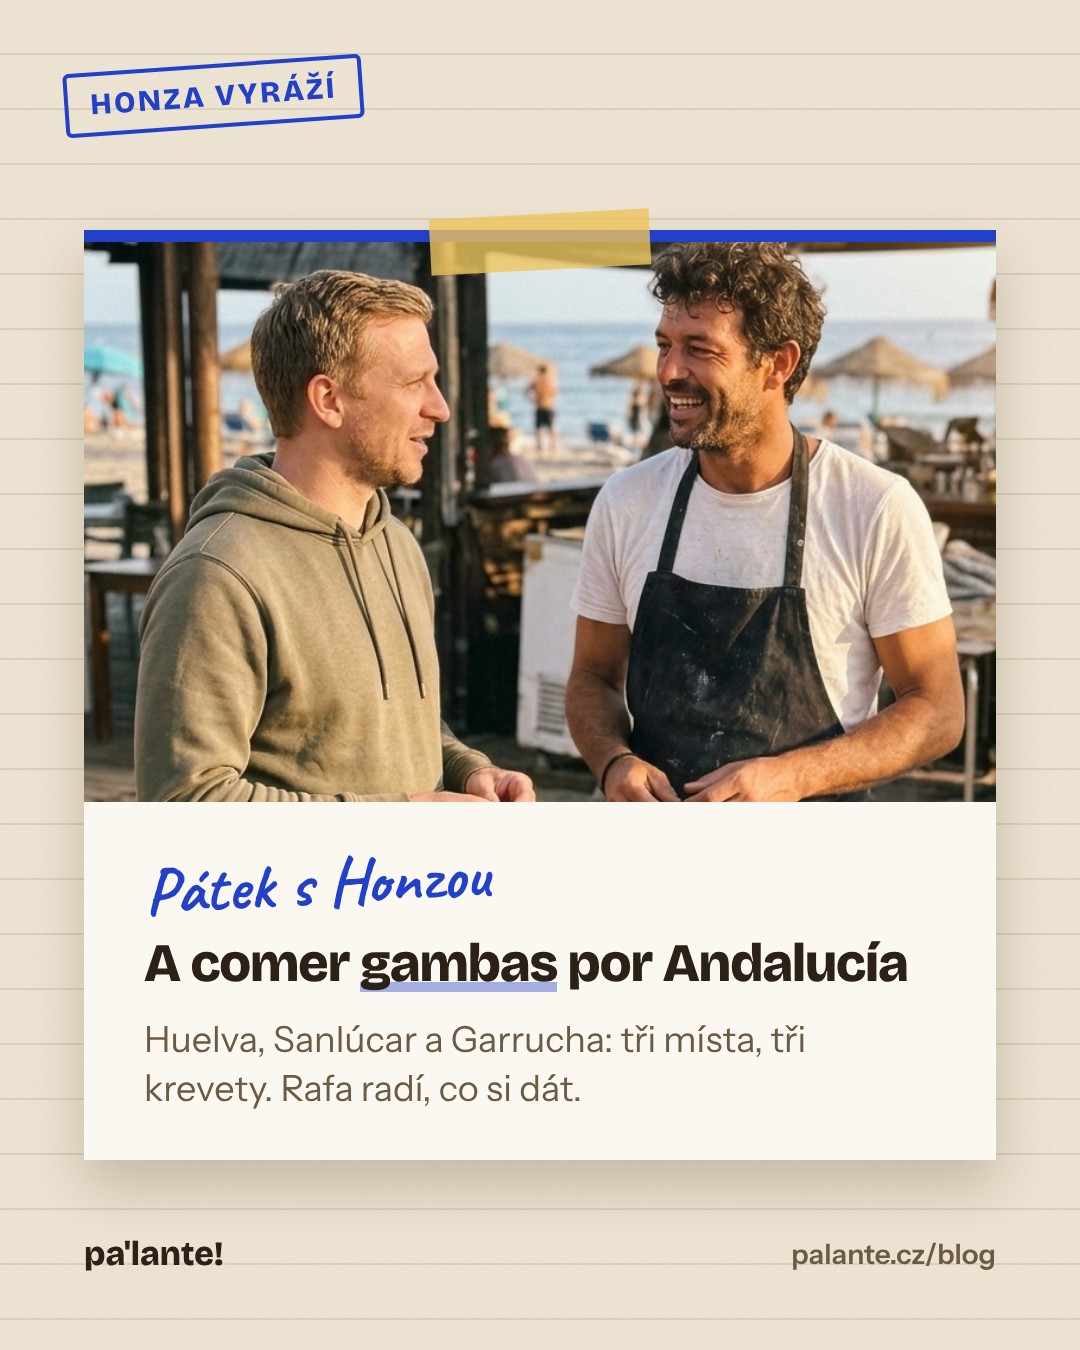 HONZA VYRÁŽÍ
Pátek s Honzou
A comer gambas por Andalucía
Huelva, Sanlúcar a Garrucha: tři místa, tři
krevety. Rafa radí, co si dát.
pa'lante!
palante.cz/blog